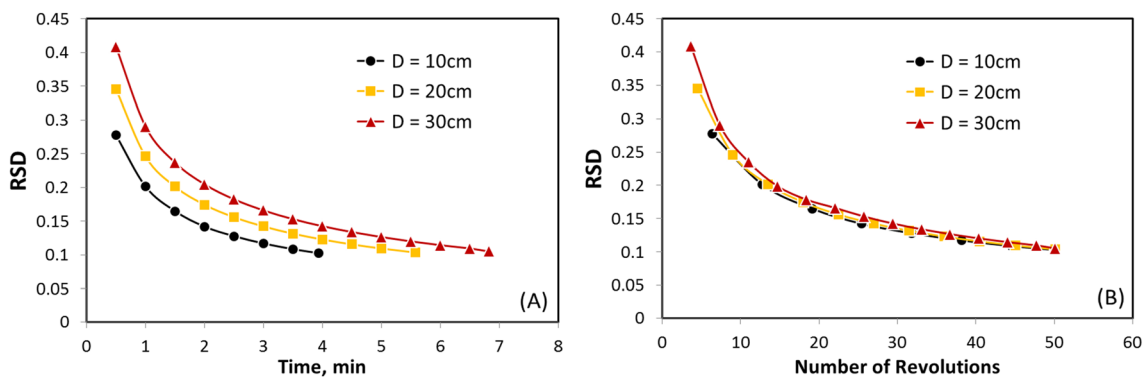 0.45
0.4
0.35
0.3
0.25
0.2
0.15
0.1
0.05
0
RSD
D = 10cm
D = 20cm
D = 30cm
(A)
0 1 2 3 4 5 6 7 8
Time, min
0.45
0.4
0.35
0.3
0.25
0.2
0.15
0.1
0.05
0
RSD
D = 10cm
D = 20cm
D = 30cm
(B)
0 10 20 30 40 50 60
Number of Revolutions